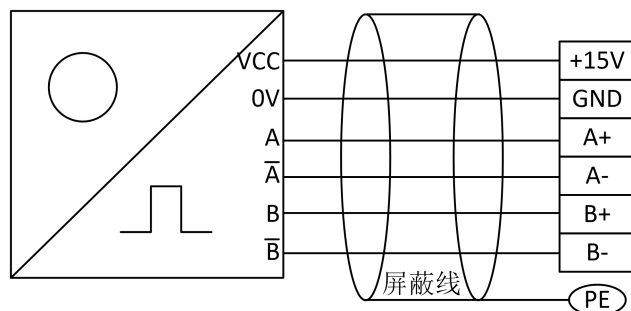 VCC +15V
0V GND
A A+
A̅ A-
B B+
B̅ B-
屏蔽线
PE